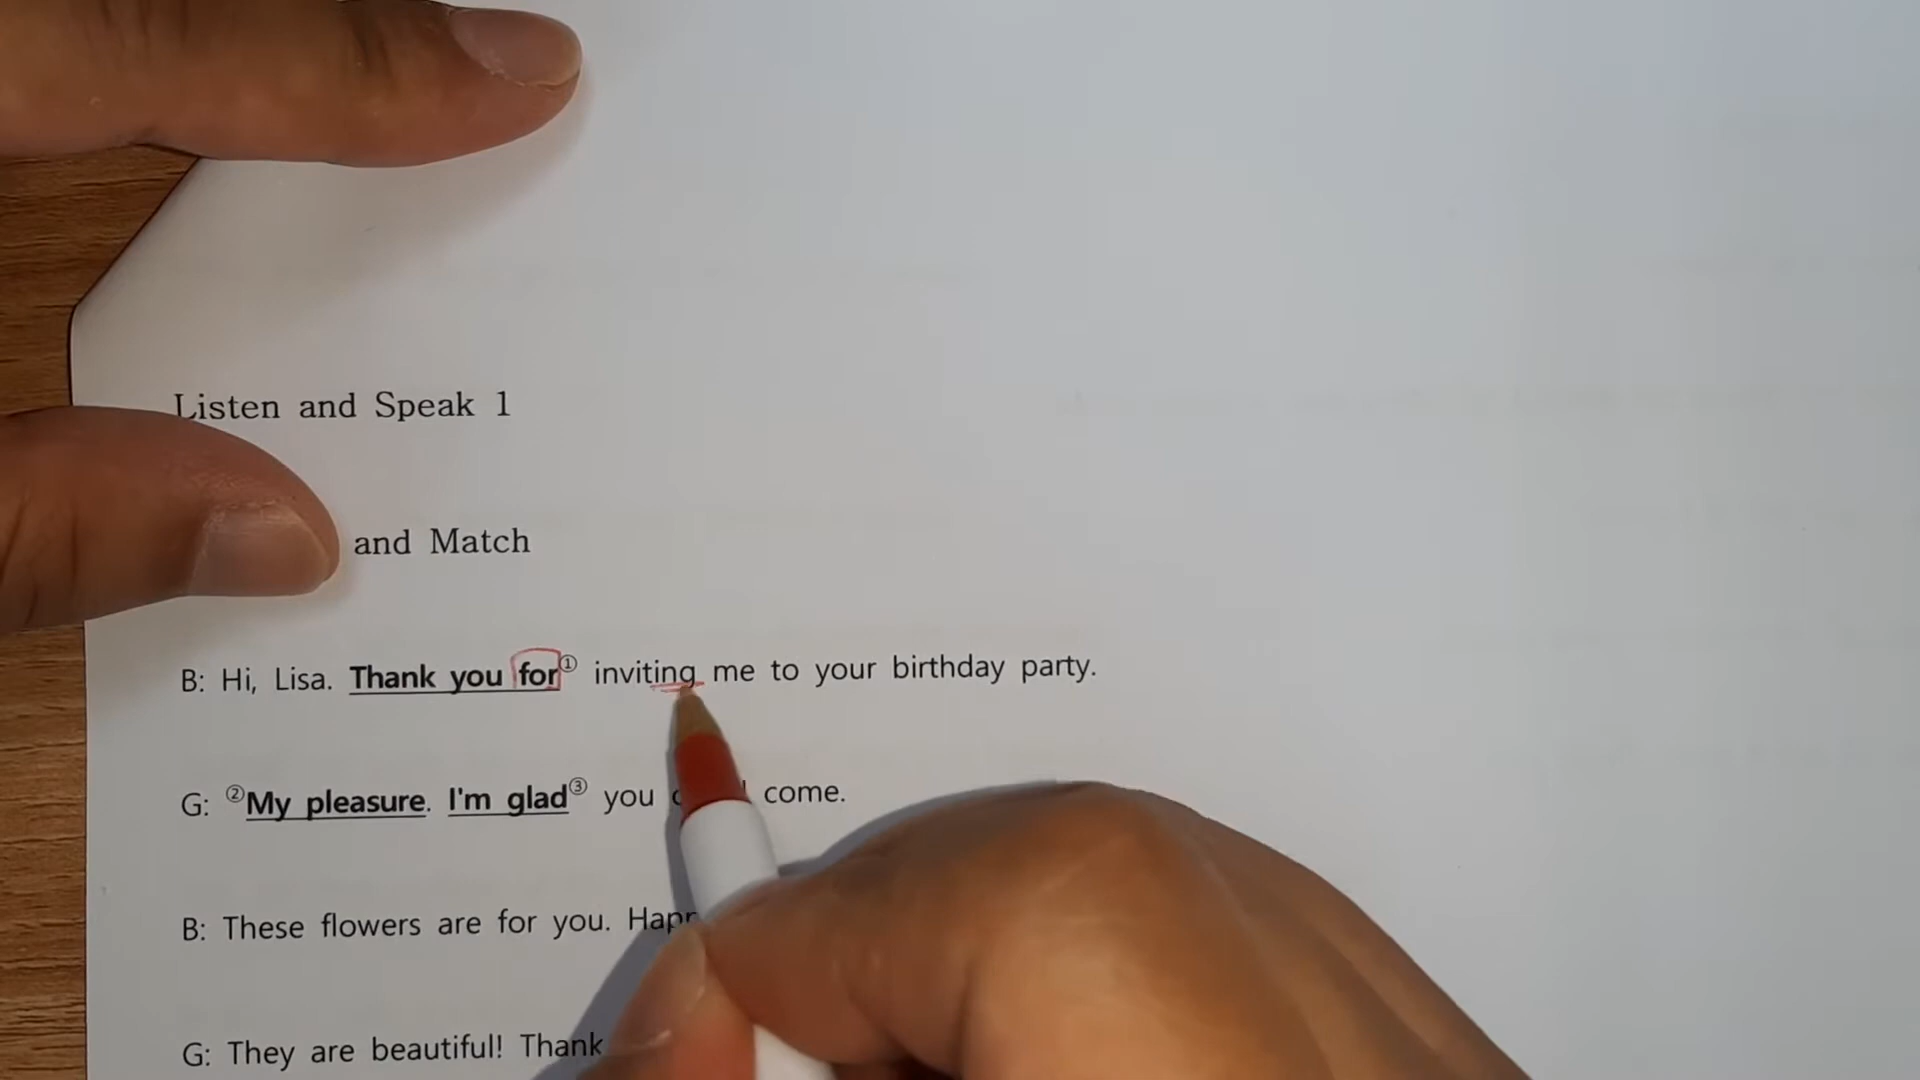 Listen and Speak 1
and Match
B: Hi, Lisa. Thank you for① inviting me to your birthday party.
G: ②My pleasure. I'm glad③ you come.
B: These flowers are for you.
G: They are beautiful! Thank